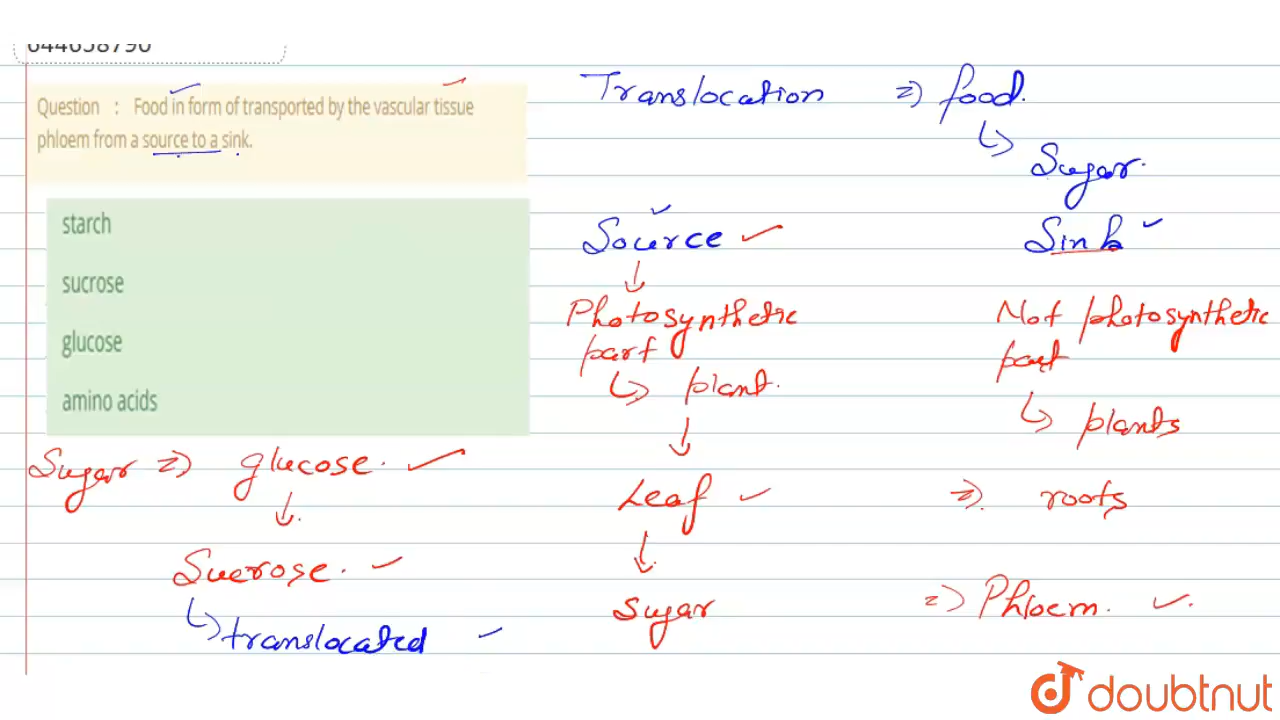 644658790
Question : Food in form of transported by the vascular tissue
phloem from a source to a sink.
starch
sucrose
glucose
amino acids
Sugar => glucose.
↓
Sucrose.
↳ translocated
Translocation => food.
↳ Sugar.
Source
↓
Photosynthetic
part
↳ plant.
↓
Leaf
↓
Sugar
Sink
Not photosynthetic
part
↳ plants
=> roots
=> Phloem.
doubtnut